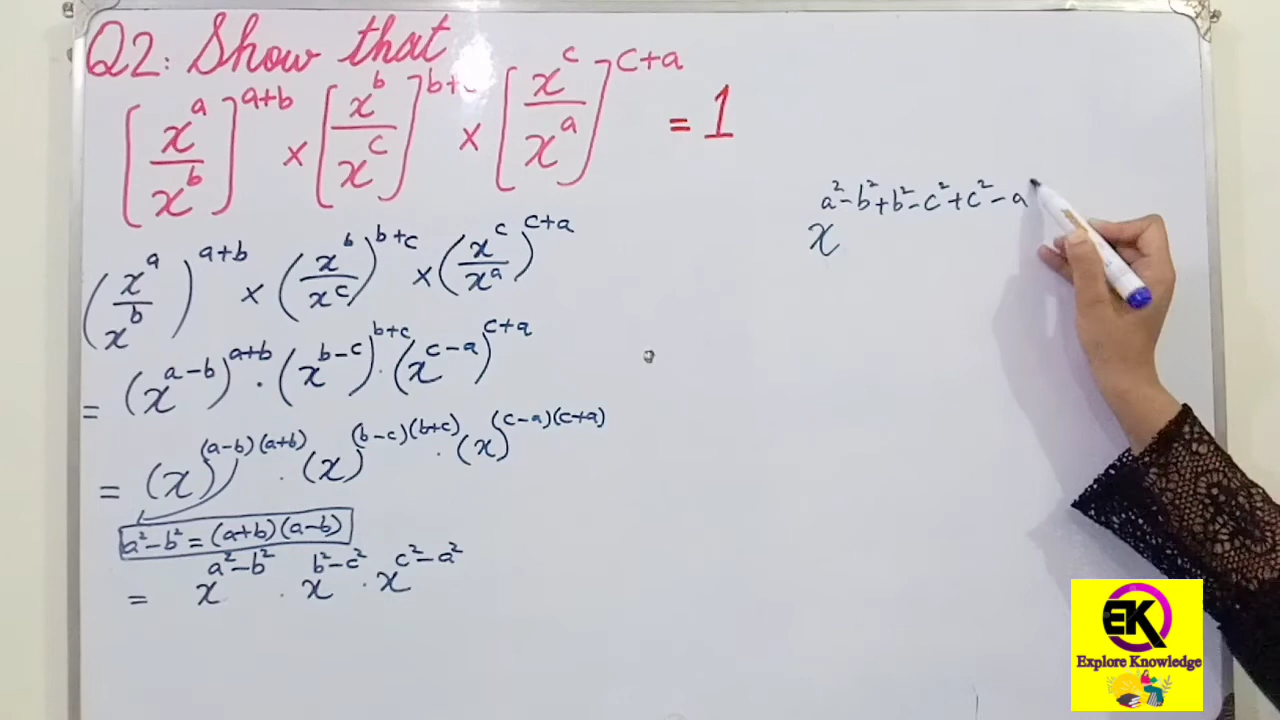 Q2: Show that
[x^a/x^b]^(a+b) × [x^b/x^c]^(b+c) × [x^c/x^a]^(c+a) = 1
(x^a/x^b)^(a+b) × (x^b/x^c)^(b+c) × (x^c/x^a)^(c+a)
= (x^(a-b))^(a+b) · (x^(b-c))^(b+c) · (x^(c-a))^(c+a)
= (x)^((a-b)(a+b)) · (x)^((b-c)(b+c)) · (x)^((c-a)(c+a))
a²-b² = (a+b)(a-b)
= x^(a²-b²) · x^(b²-c²) · x^(c²-a²)
x^(a²-b²+b²-c²+c²-a
EK
Explore Knowledge